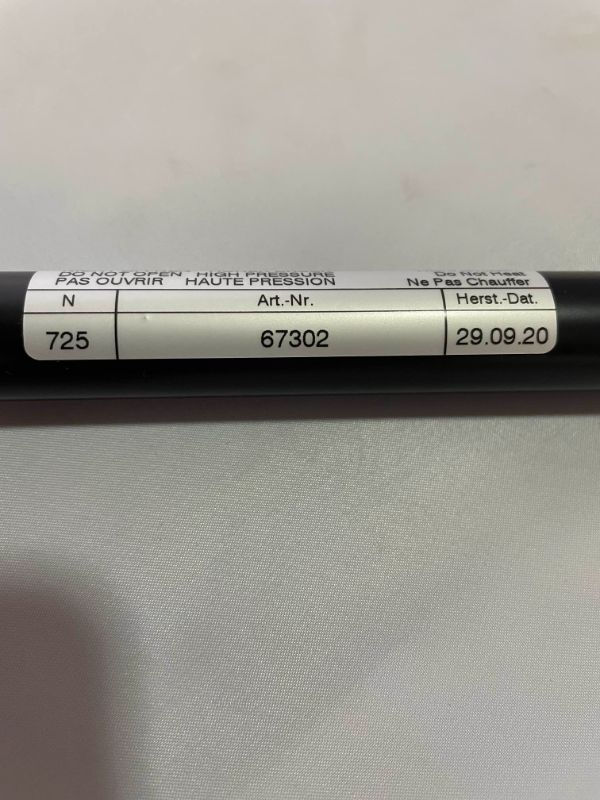 DO NOT OPEN HIGH PRESSURE Do Not Heat
PAS OUVRIR HAUTE PRESSION Ne Pas Chauffer
N Art.-Nr. Herst.-Dat.
725 67302 29.09.20